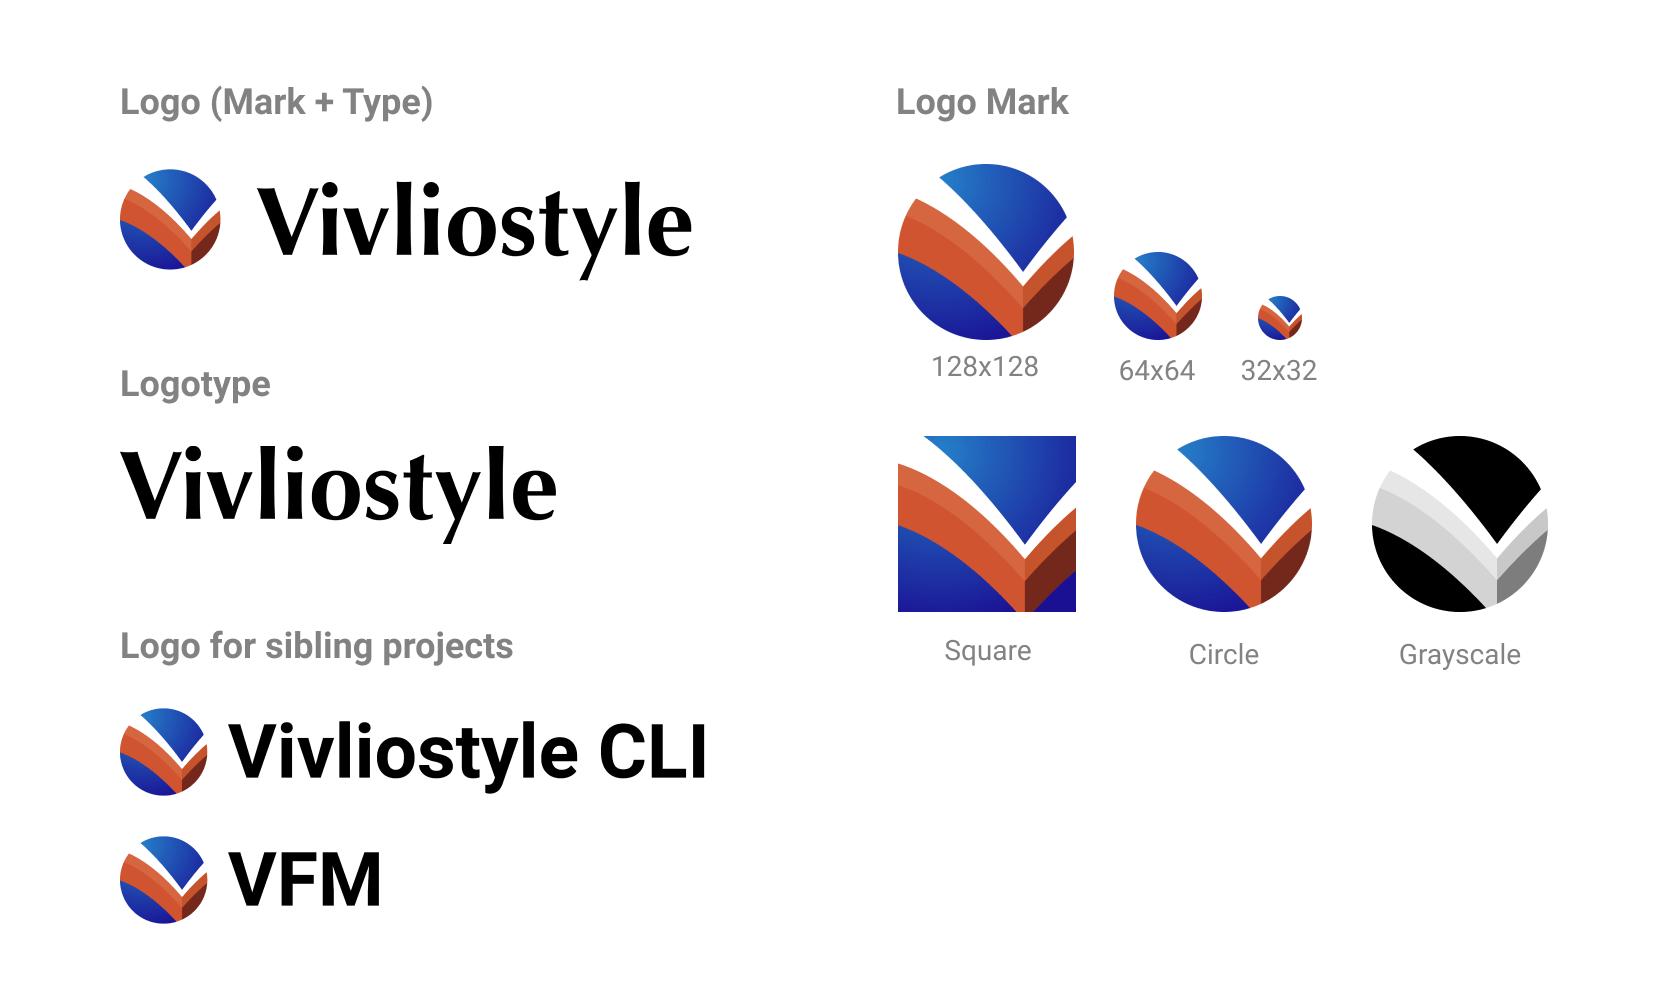 Logo (Mark + Type)
Vivliostyle
Logotype
Vivliostyle
Logo for sibling projects
Vivliostyle CLI
VFM
Logo Mark
128x128
64x64
32x32
Square
Circle
Grayscale